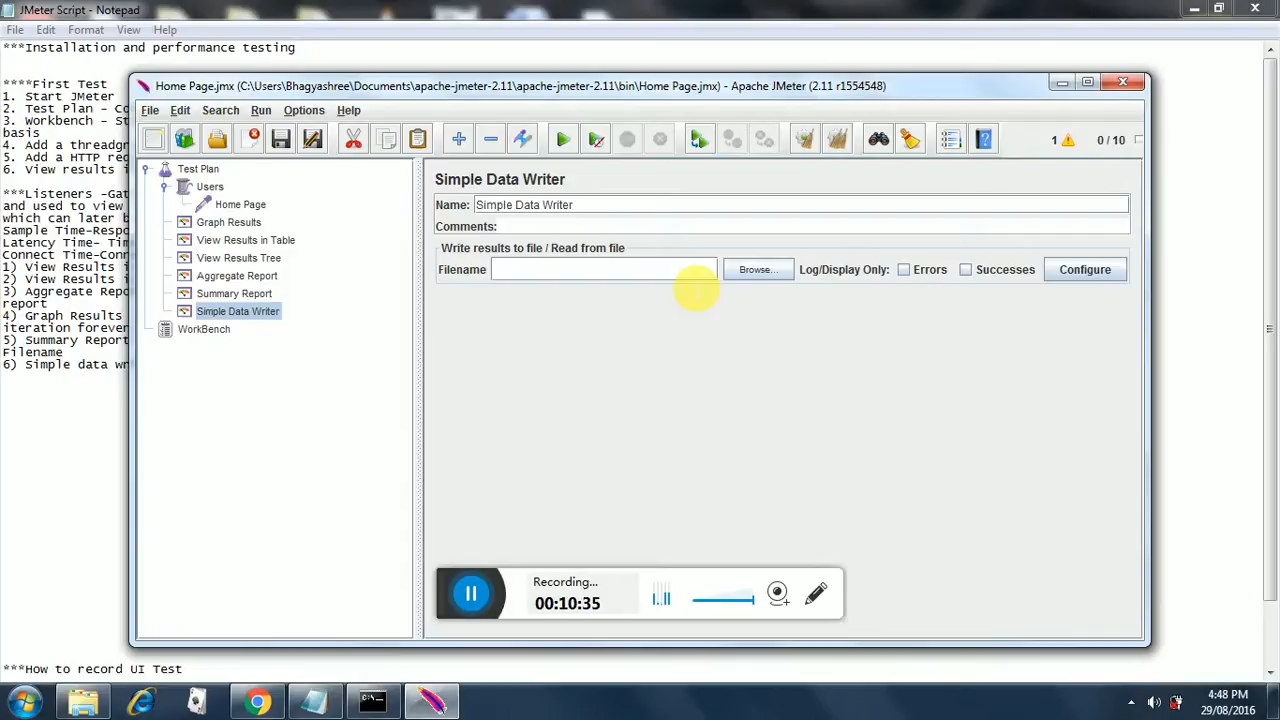 JMeter Script - Notepad
File Edit Format View Help
***Installation and performance testing
****First Test
1. Start JMeter
2. Test Plan - Co
3. Workbench - St
basis
4. Add a threadgr
5. Add a HTTP req
6. View results i
***Listeners -Gat
and used to view
which can later b
Sample Time-Respo
Latency Time- Tim
Connect Time-Conn
1) View Results i
2) View Results i
3) Aggregate Repo
report
4) Graph Results
iteration foreven
5) Summary Report
Filename
6) Simple data wr
***How to record UI Test
Home Page.jmx (C:\Users\Bhagyashree\Documents\apache-jmeter-2.11\apache-jmeter-2.11\bin\Home Page.jmx) - Apache JMeter (2.11 r1554548)
File Edit Search Run Options Help
1 0 / 10
Test Plan
Users
Home Page
Graph Results
View Results in Table
View Results Tree
Aggregate Report
Summary Report
Simple Data Writer
WorkBench
Simple Data Writer
Name: Simple Data Writer
Comments:
Write results to file / Read from file
Filename Browse... Log/Display Only: Errors Successes Configure
Recording...
00:10:35
4:48 PM
29/08/2016